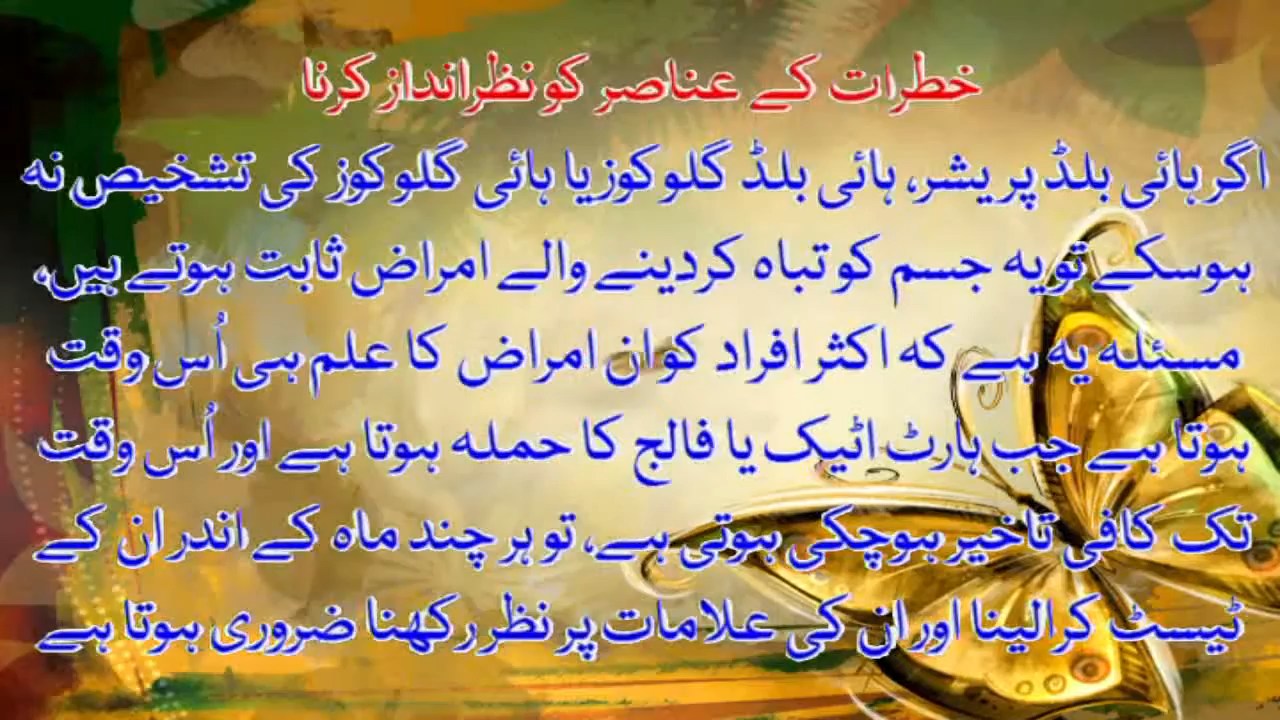 خطرات کے عناصر کو نظر انداز کرنا
اگر ہائی بلڈ پریشر، ہائی بلڈ گلوکوز یا ہائی گلوکوز کی تشخیص نہ
ہوسکے تو یہ جسم کو تباہ کردینے والے امراض ثابت ہوتے ہیں،
مسئلہ یہ ہے کہ اکثر افراد کو ان امراض کا علم ہی اُس وقت
ہوتا ہے جب ہارٹ اٹیک یا فالج کا حملہ ہوتا ہے اور اُس وقت
تک کافی تاخیر ہوچکی ہوتی ہے، تو ہر چند ماہ کے اندر ان کے
ٹیسٹ کرالینا اور ان کی علامات پر نظر رکھنا ضروری ہوتا ہے